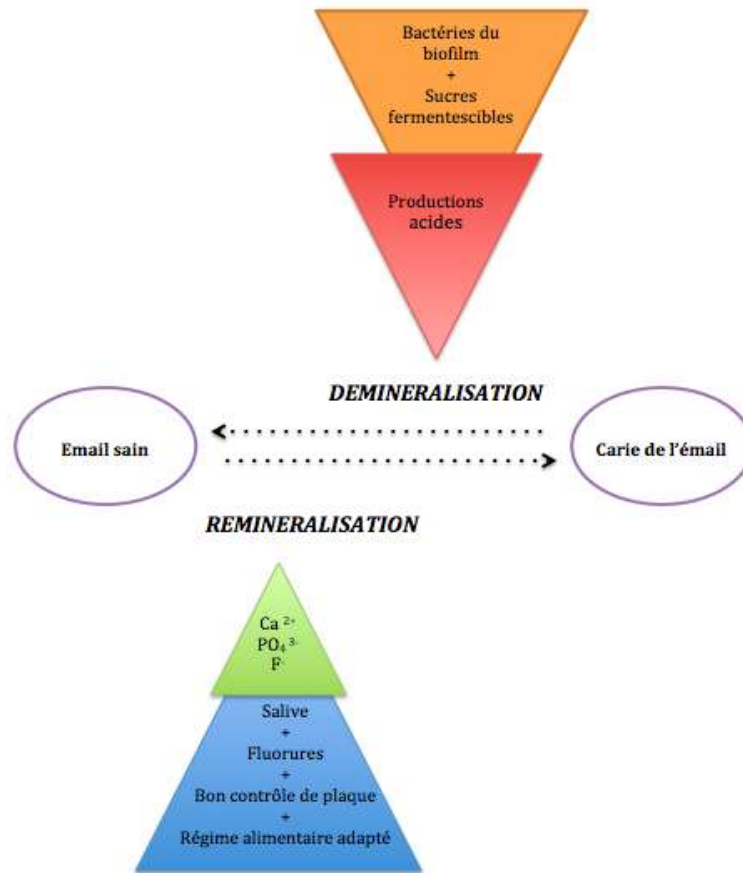 Bactéries du
biofilm
+
Sucres
fermentescibles
Productions
acides
DEMINERALISATION
Email sain
Carie de l'émail
REMINERALISATION
Ca ²⁺
PO₄ ³⁻
F⁻
Salive
+
Fluorures
+
Bon contrôle de plaque
+
Régime alimentaire adapté